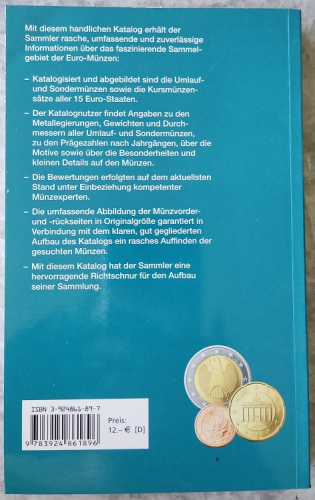 Mit diesem handlichen Katalog erhält der
Sammler rasche, umfassende und zuverlässige
Informationen über das faszinierende Sammel-
gebiet der Euro-Münzen:
– Katalogisiert und abgebildet sind die Umlauf-
und Sondermünzen sowie die Kursmünzen-
sätze aller 15 Euro-Staaten.
– Der Katalognutzer findet Angaben zu den
Metallegierungen, Gewichten und Durch-
messern aller Umlauf- und Sondermünzen,
zu den Prägezahlen nach Jahrgängen, über
die Motive sowie über die Besonderheiten und
kleinen Details auf den Münzen.
– Die Bewertungen erfolgten auf dem aktuellsten
Stand unter Einbeziehung kompetenter
Münzexperten.
– Die umfassende Abbildung der Münzvorder-
und -rückseiten in Originalgröße garantiert in
Verbindung mit dem klaren, gut gegliederten
Aufbau des Katalogs ein rasches Auffinden der
gesuchten Münzen.
– Mit diesem Katalog hat der Sammler eine
hervorragende Richtschnur für den Aufbau
seiner Sammlung.
ISBN 3-924861-89-7
9 783924 861896
Preis:
12.– € [D]